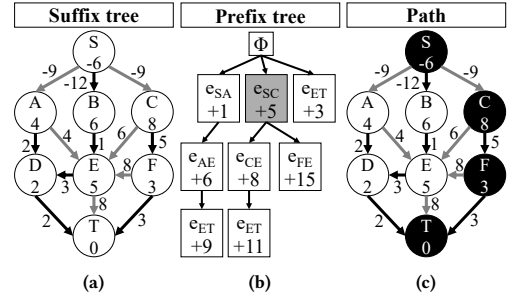 Suffix tree
Prefix tree
Path
S
-6
-9
-12
-9
A
4
B
6
C
8
2
4
1
6
5
D
2
E
5
F
3
3
8
2
8
3
T
0
(a)
Φ
eSA
+1
eSC
+5
eET
+3
eAE
+6
eCE
+8
eFE
+15
eET
+9
eET
+11
(b)
S
-6
-9
-12
-9
A
4
B
6
C
8
2
4
1
6
5
D
2
E
5
F
3
3
8
2
8
3
T
0
(c)